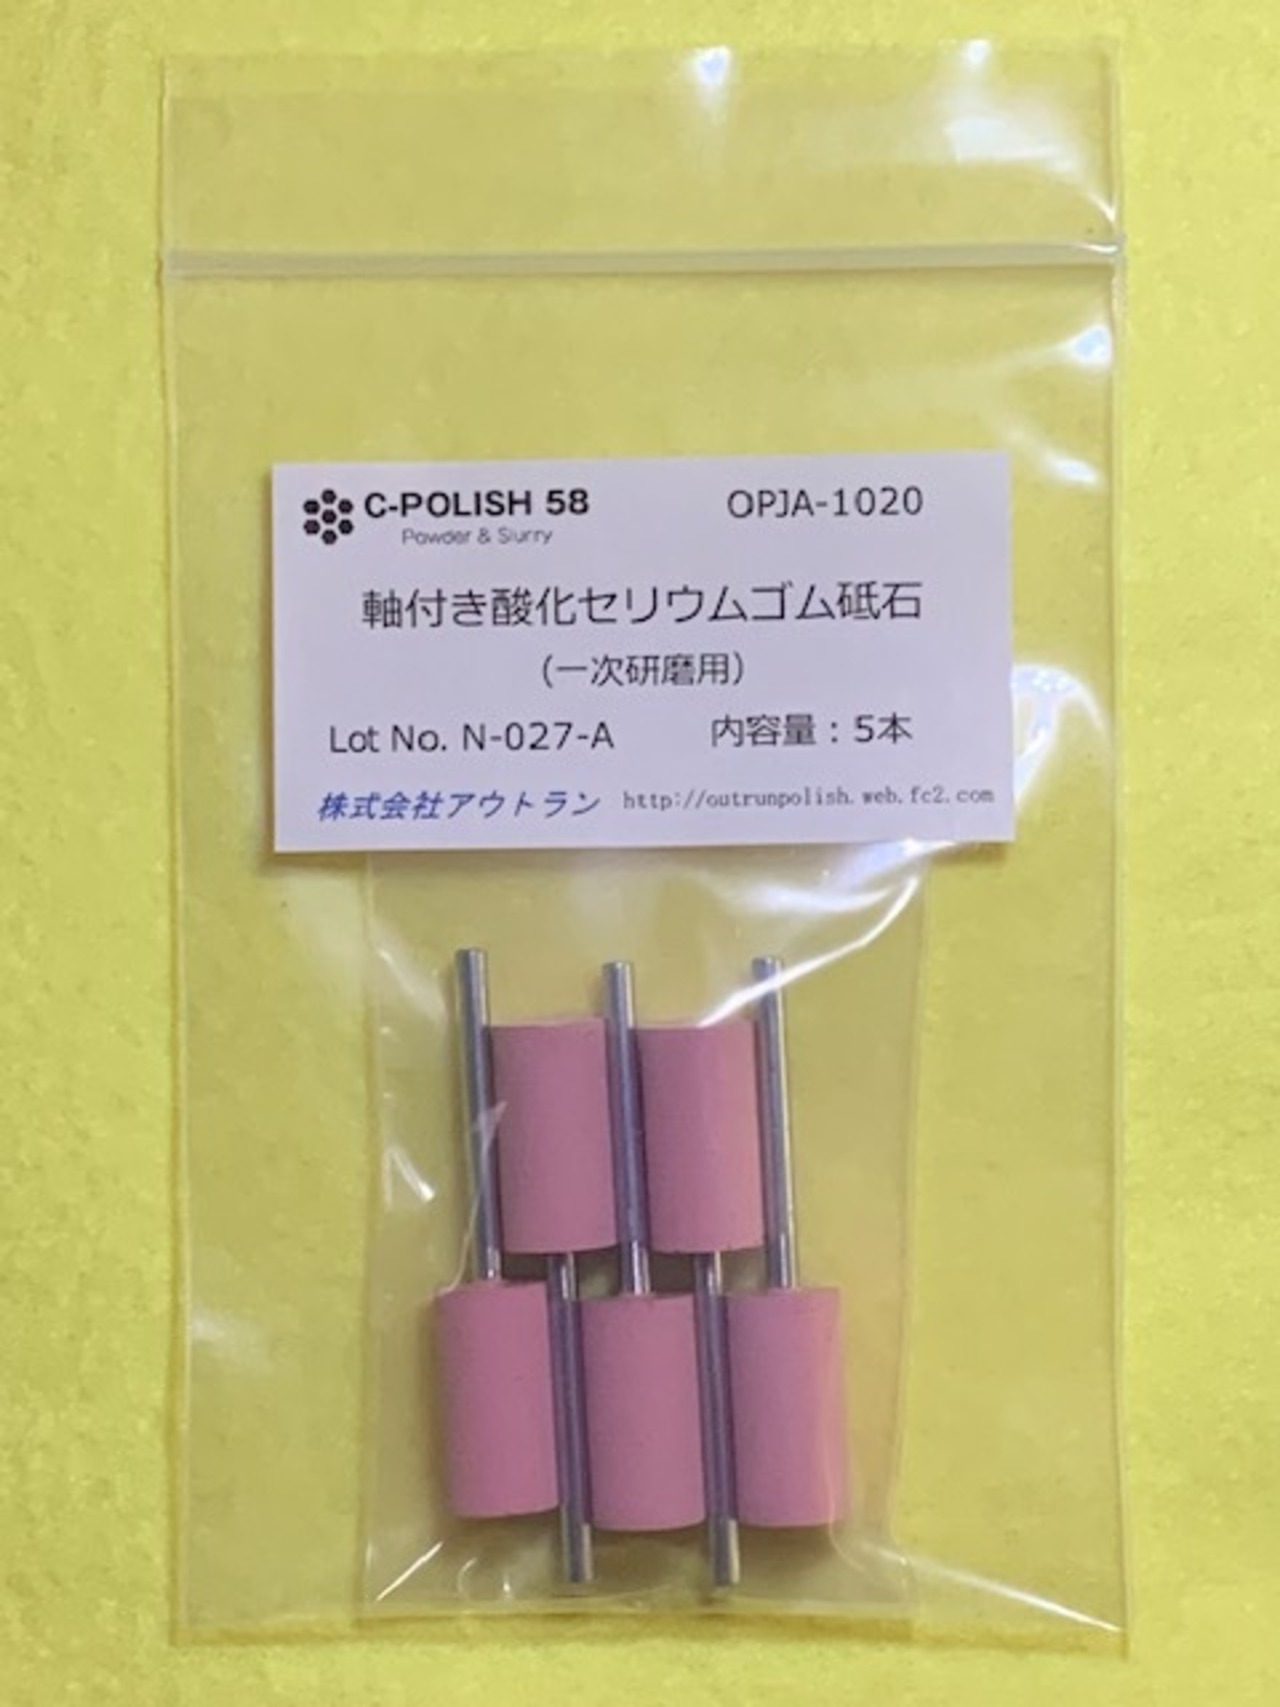 C-POLISH 58 OPJA-1020
Powder & Slurry
軸付き酸化セリウムゴム砥石
(一次研磨用)
Lot No. N-027-A 内容量：5本
株式会社アウトラン http://outrunpolish.web.fc2.com